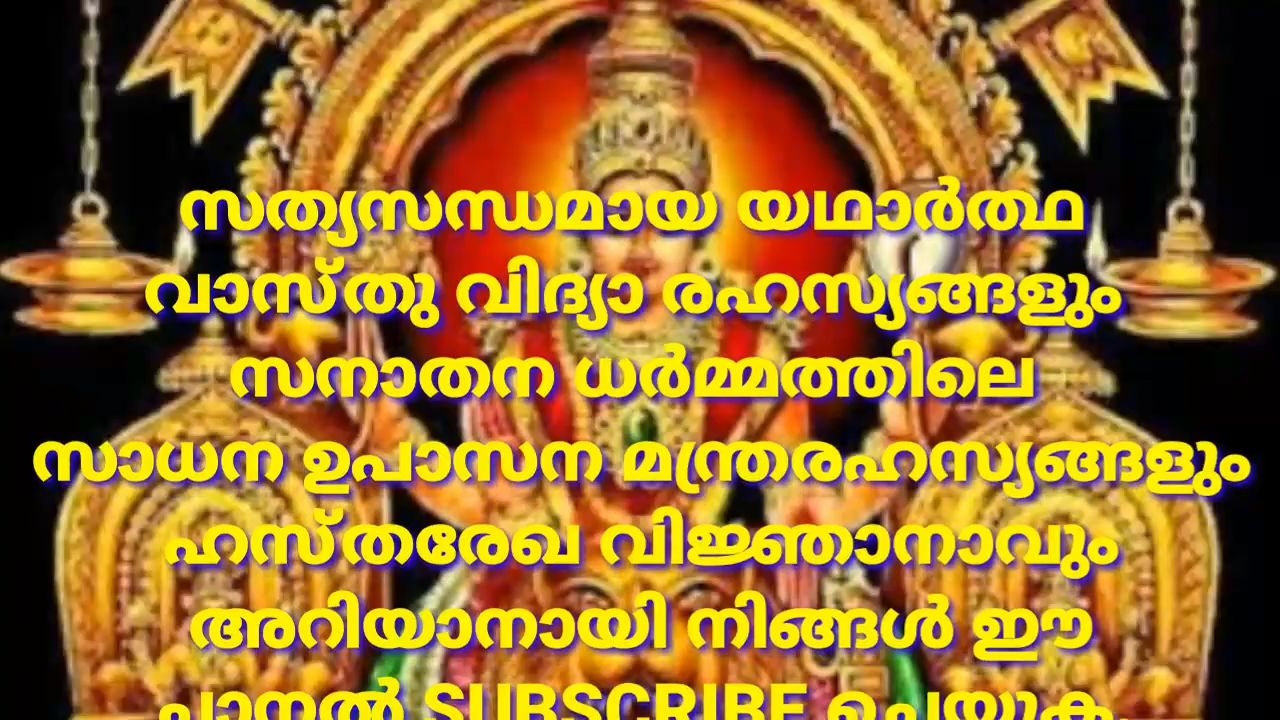 സത്യസന്ധമായ യഥാർത്ഥ
വാസ്തു വിദ്യാ രഹസ്യങ്ങളും
സനാതന ധർമ്മത്തിലെ
സാധന ഉപാസന മന്ത്രരഹസ്യങ്ങളും
ഹസ്തരേഖ വിജ്ഞാനാവും
അറിയാനായി നിങ്ങൾ ഈ
ചാനൽ SUBSCRIBE ചെയ്യുക